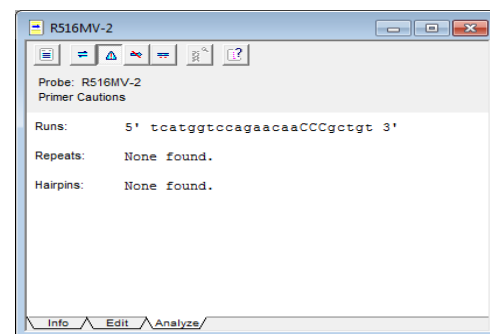 R516MV-2
Probe: R516MV-2
Primer Cautions
Runs: 5' tcatggtccagaacaaCCCgctgt 3'
Repeats: None found.
Hairpins: None found.
Info Edit Analyze